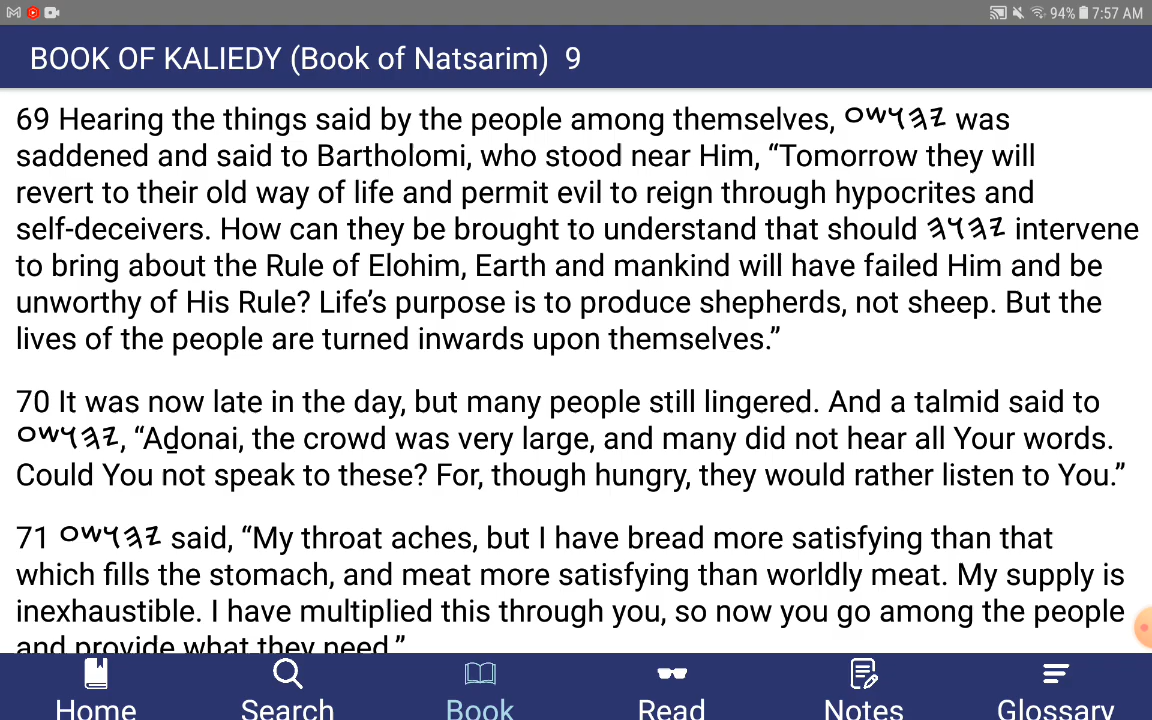 94% 7:57 AM
BOOK OF KALIEDY (Book of Natsarim) 9
69 Hearing the things said by the people among themselves, 𐤉𐤄𐤅𐤔𐤏 was
saddened and said to Bartholomi, who stood near Him, “Tomorrow they will
revert to their old way of life and permit evil to reign through hypocrites and
self-deceivers. How can they be brought to understand that should 𐤉𐤄𐤅𐤄 intervene
to bring about the Rule of Elohim, Earth and mankind will have failed Him and be
unworthy of His Rule? Life’s purpose is to produce shepherds, not sheep. But the
lives of the people are turned inwards upon themselves.”
70 It was now late in the day, but many people still lingered. And a talmid said to
𐤉𐤄𐤅𐤔𐤏, “Aḏonai, the crowd was very large, and many did not hear all Your words.
Could You not speak to these? For, though hungry, they would rather listen to You.”
71 𐤉𐤄𐤅𐤔𐤏 said, “My throat aches, but I have bread more satisfying than that
which fills the stomach, and meat more satisfying than worldly meat. My supply is
inexhaustible. I have multiplied this through you, so now you go among the people
and provide what they need.”
Home Search Book Read Notes Glossary